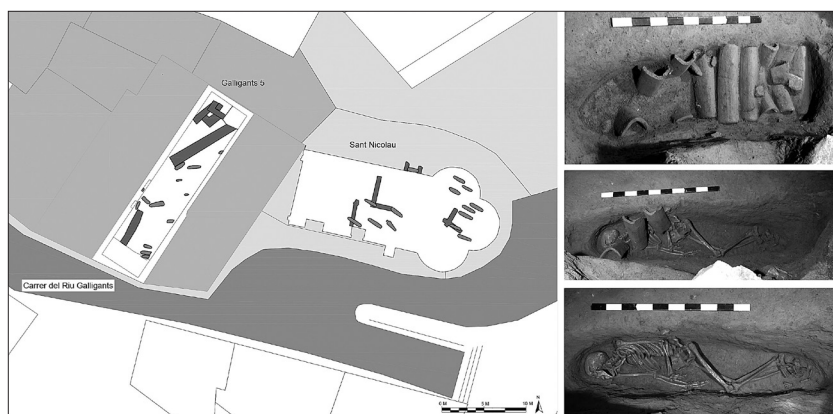 Galligants 5
Sant Nicolau
Carrer del Riu Galligants
0 M 5 M 10 M
N